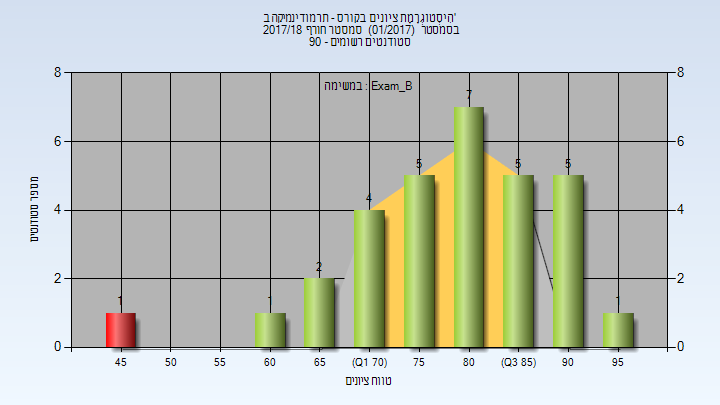 היסטוגרמת ציונים בקורס - תרמודינמיקה ב'
בסמסטר (01/2017) סמסטר חורף 2017/18
סטודנטים רשומים - 90
במשימה : Exam_B
8 8
7
6 6
5 5 5
4 4 4
2
2 2
1 1 1
0 0
45 50 55 60 65 (Q1 70) 75 80 (Q3 85) 90 95
מספר סטודנטים
טווח ציונים